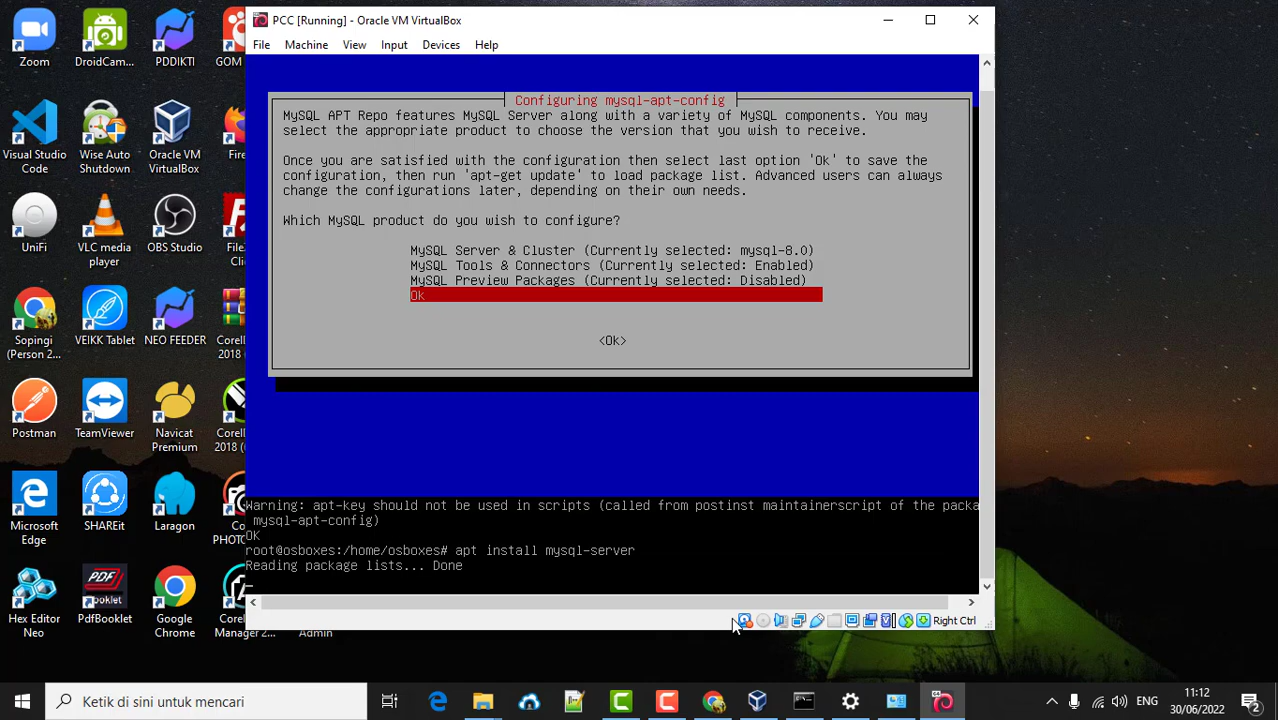 PCC [Running] - Oracle VM VirtualBox
File Machine View Input Devices Help
Configuring mysql-apt-config
MySQL APT Repo features MySQL Server along with a variety of MySQL components. You may
select the appropriate product to choose the version that you wish to receive.
Once you are satisfied with the configuration then select last option 'Ok' to save the
configuration, then run 'apt-get update' to load package list. Advanced users can always
change the configurations later, depending on their own needs.
Which MySQL product do you wish to configure?
MySQL Server & Cluster (Currently selected: mysql-8.0)
MySQL Tools & Connectors (Currently selected: Enabled)
MySQL Preview Packages (Currently selected: Disabled)
Ok
<Ok>
Warning: apt-key should not be used in scripts (called from postinst maintainerscript of the packa
mysql-apt-config)
OK
root@osboxes:/home/osboxes# apt install mysql-server
Reading package lists... Done
Right Ctrl
Zoom
DroidCam...
PDDIKTI
GOM
Visual Studio
Code
Wise Auto
Shutdown
Oracle VM
VirtualBox
Fire
UniFi
VLC media
player
OBS Studio
FileZ
Cli
Sopingi
(Person 2...
VEIKK Tablet
NEO FEEDER
Corel
2018 (
Postman
TeamViewer
Navicat
Premium
Corel
2018 (
Microsoft
Edge
SHAREit
Laragon
Co
PHOTO
Hex Editor
Neo
PDF
Booklet
PdfBooklet
Google
Chrome
Core
Manager 2...
Admin
Ketik di sini untuk mencari
ENG
11:12
30/06/2022
2